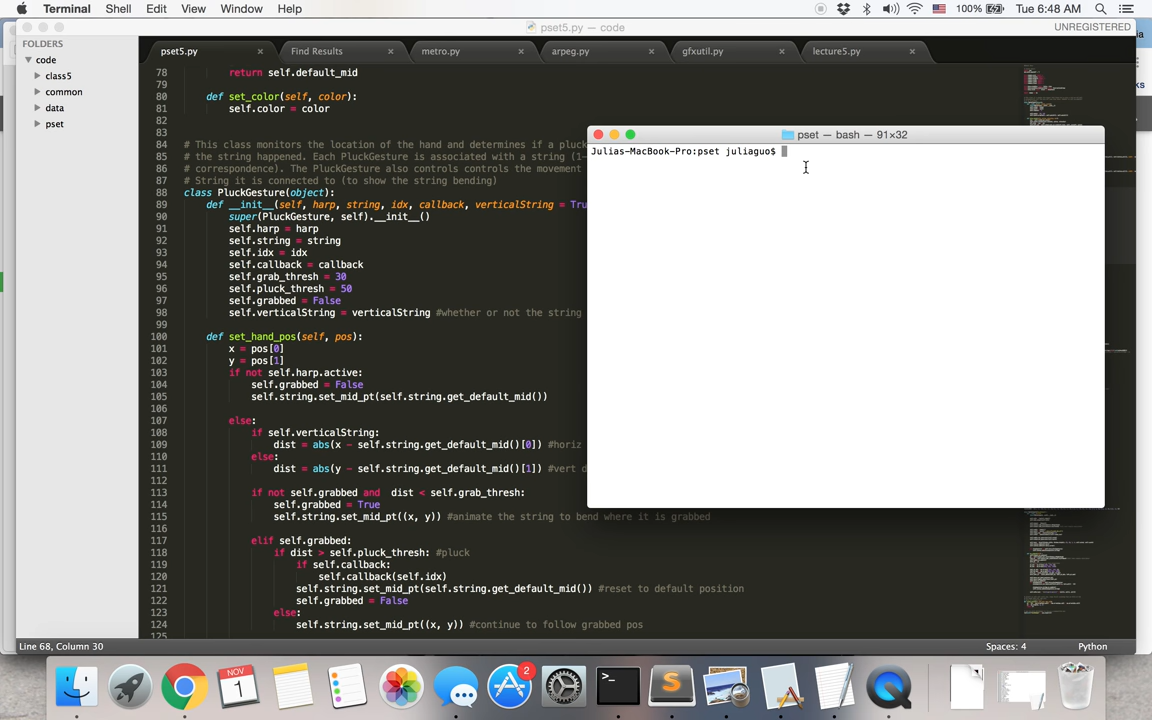 Terminal Shell Edit View Window Help
100% Tue 6:48 AM
pset5.py — code
UNREGISTERED
FOLDERS
code
class5
common
data
pset
pset5.py × Find Results × metro.py × arpeg.py × gfxutil.py × lecture5.py ×
78 return self.default_mid
79
80 def set_color(self, color):
81 self.color = color
82
83
84 # This class monitors the location of the hand and determines if a pluck
85 # the string happened. Each PluckGesture is associated with a string (1-
86 # correspondence). The PluckGesture also controls controls the movement
87 # String it is connected to (to show the string bending)
88 class PluckGesture(object):
89 def __init__(self, harp, string, idx, callback, verticalString = Tru
90 super(PluckGesture, self).__init__()
91 self.harp = harp
92 self.string = string
93 self.idx = idx
94 self.callback = callback
95 self.grab_thresh = 30
96 self.pluck_thresh = 50
97 self.grabbed = False
98 self.verticalString = verticalString #whether or not the string
99
100 def set_hand_pos(self, pos):
101 x = pos[0]
102 y = pos[1]
103 if not self.harp.active:
104 self.grabbed = False
105 self.string.set_mid_pt(self.string.get_default_mid())
106
107 else:
108 if self.verticalString:
109 dist = abs(x - self.string.get_default_mid()[0]) #horiz
110 else:
111 dist = abs(y - self.string.get_default_mid()[1]) #vert d
112
113 if not self.grabbed and dist < self.grab_thresh:
114 self.grabbed = True
115 self.string.set_mid_pt((x, y)) #animate the string to bend where it is grabbed
116
117 elif self.grabbed:
118 if dist > self.pluck_thresh: #pluck
119 if self.callback:
120 self.callback(self.idx)
121 self.string.set_mid_pt(self.string.get_default_mid()) #reset to default position
122 self.grabbed = False
123 else:
124 self.string.set_mid_pt((x, y)) #continue to follow grabbed pos
125
pset — bash — 91×32
Julias-MacBook-Pro:pset juliaguo$
Line 68, Column 30
Spaces: 4
Python
NOV
1
2